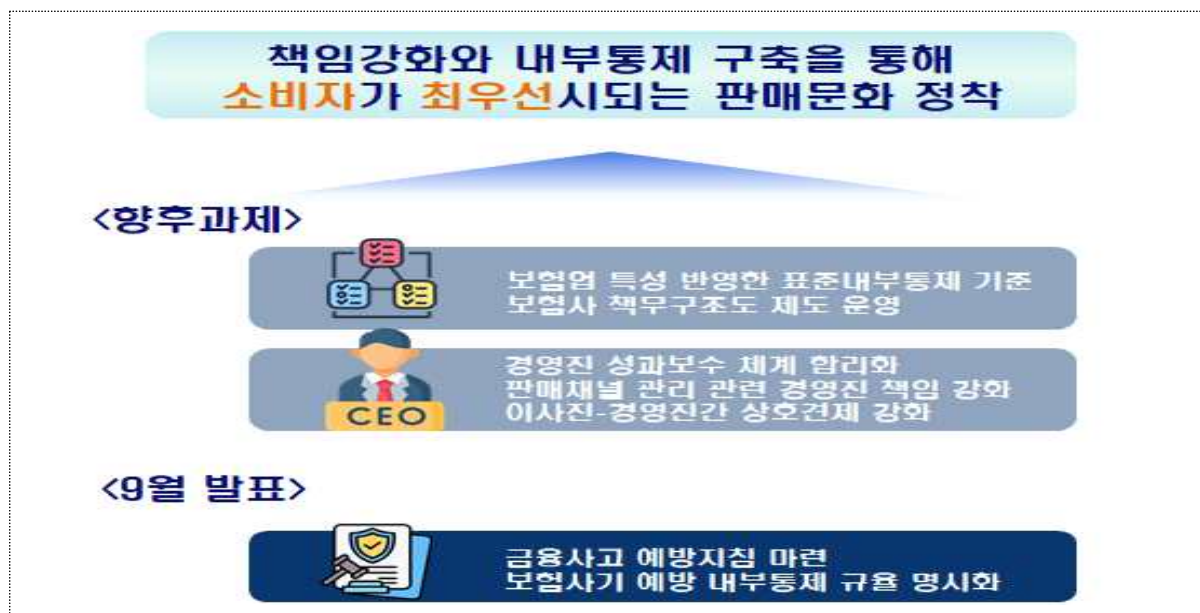 책임강화와 내부통제 구축을 통해
소비자가 최우선시되는 판매문화 정착
<향후과제>
보험업 특성 반영한 표준내부통제 기준
보험사 책무구조도 제도 운영
경영진 성과보수 체계 합리화
판매채널 관리 관련 경영진 책임 강화
이사진-경영진간 상호견제 강화
CEO
<9월 발표>
금융사고 예방지침 마련
보험사기 예방 내부통제 규율 명시화